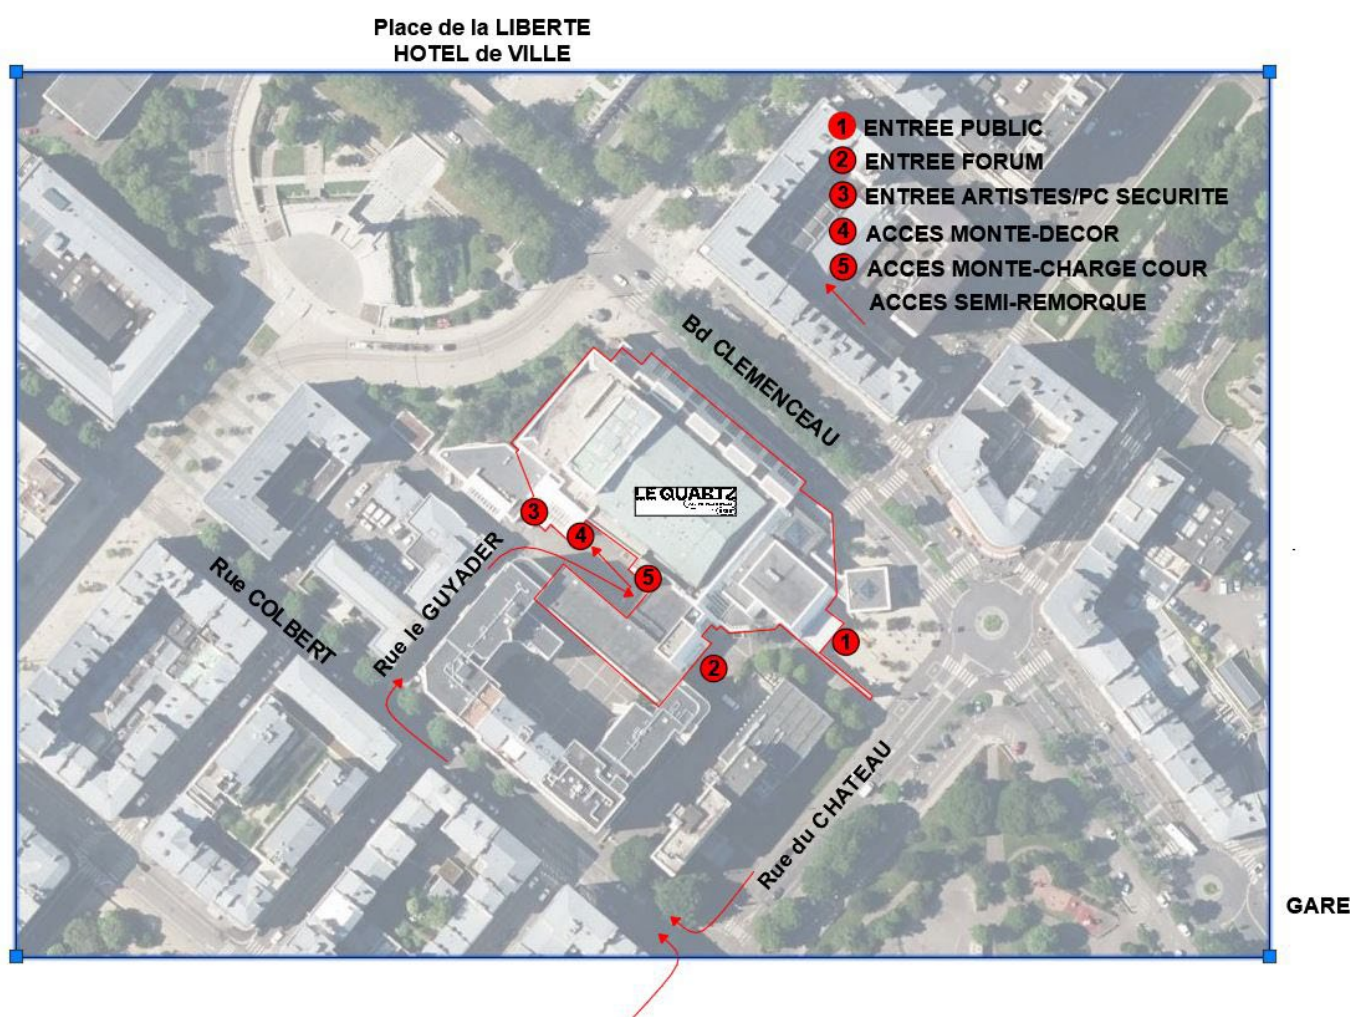 Place de la LIBERTE
HOTEL de VILLE
1 ENTREE PUBLIC
2 ENTREE FORUM
3 ENTREE ARTISTES/PC SECURITE
4 ACCES MONTE-DECOR
5 ACCES MONTE-CHARGE COUR
ACCES SEMI-REMORQUE
Bd CLEMENCEAU
LE QUARTZ
3
4
5
Rue le GUYADER
Rue COLBERT
1
2
Rue du CHATEAU
GARE